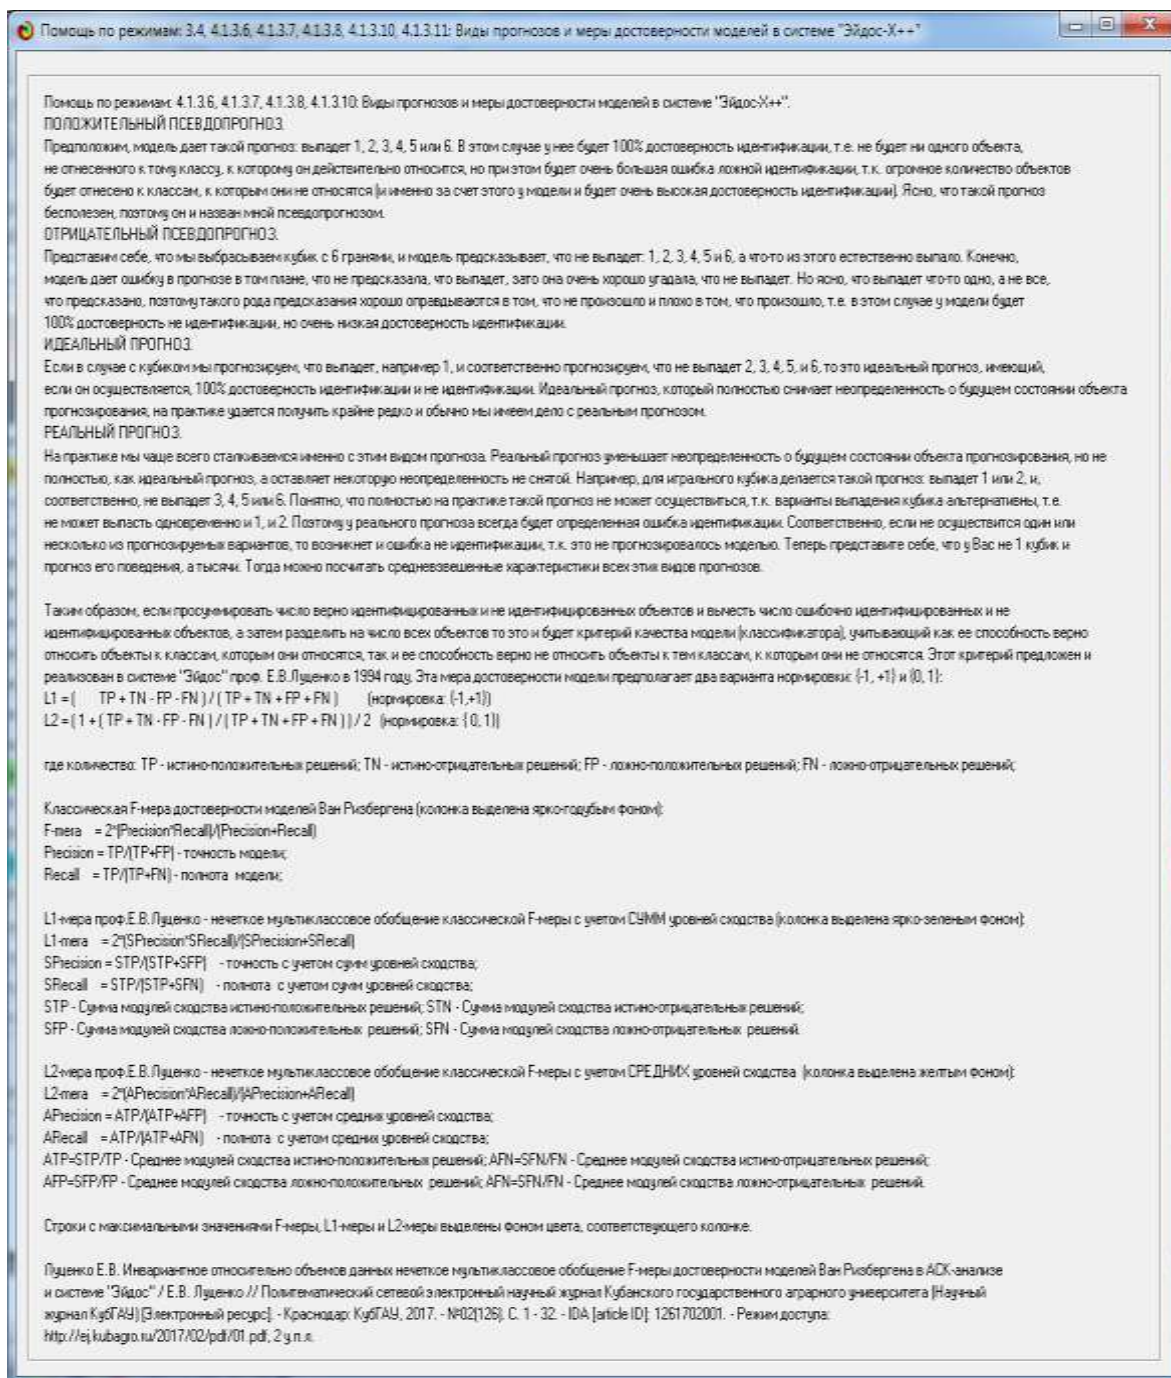 Помощь по режимам: 3.4, 4.1.3.6, 4.1.3.7, 4.1.3.8, 4.1.3.10, 4.1.3.11: Виды прогнозов и меры достоверности моделей в системе "Эйдос-Х++"
Помощь по режимам: 4.1.3.6, 4.1.3.7, 4.1.3.8, 4.1.3.10: Виды прогнозов и меры достоверности моделей в системе "Эйдос-Х++".
ПОЛОЖИТЕЛЬНЫЙ ПСЕВДОПРОГНОЗ.
Предположим, модель дает такой прогноз: выпадет 1, 2, 3, 4, 5 или 6. В этом случае у нее будет 100% достоверность идентификации, т.е. не будет ни одного объекта,
не отнесенного к тому классу, к которому он действительно относится, но при этом будет очень большая ошибка ложной идентификации, т.к. огромное количество объектов
будет отнесено к классам, к которым они не относятся (и именно за счет этого у модели и будет очень высокая достоверность идентификации). Ясно, что такой прогноз
бесполезен, поэтому он и назван мной псевдопрогнозом.
ОТРИЦАТЕЛЬНЫЙ ПСЕВДОПРОГНОЗ.
Представим себе, что мы выбрасываем кубик с 6 гранями, и модель предсказывает, что не выпадет: 1, 2, 3, 4, 5 и 6, а что-то из этого естественно выпало. Конечно,
модель дает ошибку в прогнозе в том плане, что не предсказала, что выпадет, зато она очень хорошо угадала, что не выпадет. Но ясно, что выпадет что-то одно, а не все,
что предсказано, поэтому такого рода предсказания хорошо оправдываются в том, что не произошло и плохо в том, что произошло, т.е. в этом случае у модели будет
100% достоверность не идентификации, но очень низкая достоверность идентификации.
ИДЕАЛЬНЫЙ ПРОГНОЗ.
Если в случае с кубиком мы прогнозируем, что выпадет, например 1, и соответственно прогнозируем, что не выпадет 2, 3, 4, 5, и 6, то это идеальный прогноз, имеющий,
если он осуществляется, 100% достоверность идентификации и не идентификации. Идеальный прогноз, который полностью снимает неопределенность о будущем состоянии объекта
прогнозирования, на практике удается получить крайне редко и обычно мы имеем дело с реальным прогнозом.
РЕАЛЬНЫЙ ПРОГНОЗ.
На практике мы чаще всего сталкиваемся именно с этим видом прогноза. Реальный прогноз уменьшает неопределенность о будущем состоянии объекта прогнозирования, но не
полностью, как идеальный прогноз, а оставляет некоторую неопределенность не снятой. Например, для игрального кубика делается такой прогноз: выпадет 1 или 2, и,
соответственно, не выпадет 3, 4, 5 или 6. Понятно, что полностью на практике такой прогноз не может осуществиться, т.к. варианты выпадения кубика альтернативны, т.е.
не может выпасть одновременно и 1, и 2. Поэтому у реального прогноза всегда будет определенная ошибка идентификации. Соответственно, если не осуществится один или
несколько из прогнозируемых вариантов, то возникнет и ошибка не идентификации, т.к. это не прогнозировалось моделью. Теперь представите себе, что у Вас не 1 кубик и
прогноз его поведения, а тысячи. Тогда можно посчитать средневзвешенные характеристики всех этих видов прогнозов.
Таким образом, если просуммировать число верно идентифицированных и не идентифицированных объектов и вычесть число ошибочно идентифицированных и не
идентифицированных объектов, а затем разделить на число всех объектов то это и будет критерий качества модели (классификатора), учитывающий как ее способность верно
относить объекты к классам, которым они относятся, так и ее способность верно не относить объекты к тем классам, к которым они не относятся. Этот критерий предложен и
реализован в системе "Эйдос" проф. Е.В.Луценко в 1994 году. Эта мера достоверности модели предполагает два варианта нормировки: {-1, +1} и {0, 1}:
L1 = ( TP + TN - FP - FN ) / ( TP + TN + FP + FN ) (нормировка: {-1,+1})
L2 = ( 1 + ( TP + TN - FP - FN ) / ( TP + TN + FP + FN ) ) / 2 (нормировка: { 0, 1})
где количество: TP - истино-положительных решений; TN - истино-отрицательных решений; FP - ложно-положительных решений; FN - ложно-отрицательных решений;
Классическая F-мера достоверности моделей Ван Ризбергена (колонка выделена ярко-голубым фоном):
F-mera = 2*(Precision*Recall)/(Precision+Recall)
Precision = TP/(TP+FP) - точность модели;
Recall = TP/(TP+FN) - полнота модели;
L1-мера проф.Е.В.Луценко - нечеткое мультиклассовое обобщение классической F-меры с учетом СУММ уровней сходства (колонка выделена ярко-зеленым фоном):
L1-mera = 2*(SPrecision*SRecall)/(SPrecision+SRecall)
SPrecision = STP/(STP+SFP) - точность с учетом сумм уровней сходства;
SRecall = STP/(STP+SFN) - полнота с учетом сумм уровней сходства;
STP - Сумма модулей сходства истино-положительных решений; STN - Сумма модулей сходства истино-отрицательных решений;
SFP - Сумма модулей сходства ложно-положительных решений; SFN - Сумма модулей сходства ложно-отрицательных решений.
L2-мера проф.Е.В.Луценко - нечеткое мультиклассовое обобщение классической F-меры с учетом СРЕДНИХ уровней сходства (колонка выделена желтым фоном):
L2-mera = 2*(APrecision*ARecall)/(APrecision+ARecall)
APrecision = ATP/(ATP+AFP) - точность с учетом средних уровней сходства;
ARecall = ATP/(ATP+AFN) - полнота с учетом средних уровней сходства;
ATP=STP/TP - Среднее модулей сходства истино-положительных решений; AFN=SFN/FN - Среднее модулей сходства истино-отрицательных решений;
AFP=SFP/FP - Среднее модулей сходства ложно-положительных решений; AFN=SFN/FN - Среднее модулей сходства ложно-отрицательных решений.
Строки с максимальными значениями F-меры, L1-меры и L2-меры выделены фоном цвета, соответствующего колонке.
Луценко Е.В. Инвариантное относительно объемов данных нечеткое мультиклассовое обобщение F-меры достоверности моделей Ван Ризбергена в АСК-анализе
и системе "Эйдос" / Е.В. Луценко // Политематический сетевой электронный научный журнал Кубанского государственного аграрного университета (Научный
журнал КубГАУ) [Электронный ресурс]. - Краснодар: КубГАУ, 2017. - №02(126). С. 1 - 32. - IDA [article ID]: 1261702001. - Режим доступа:
http://ej.kubagro.ru/2017/02/pdf/01.pdf, 2 у.п.л.